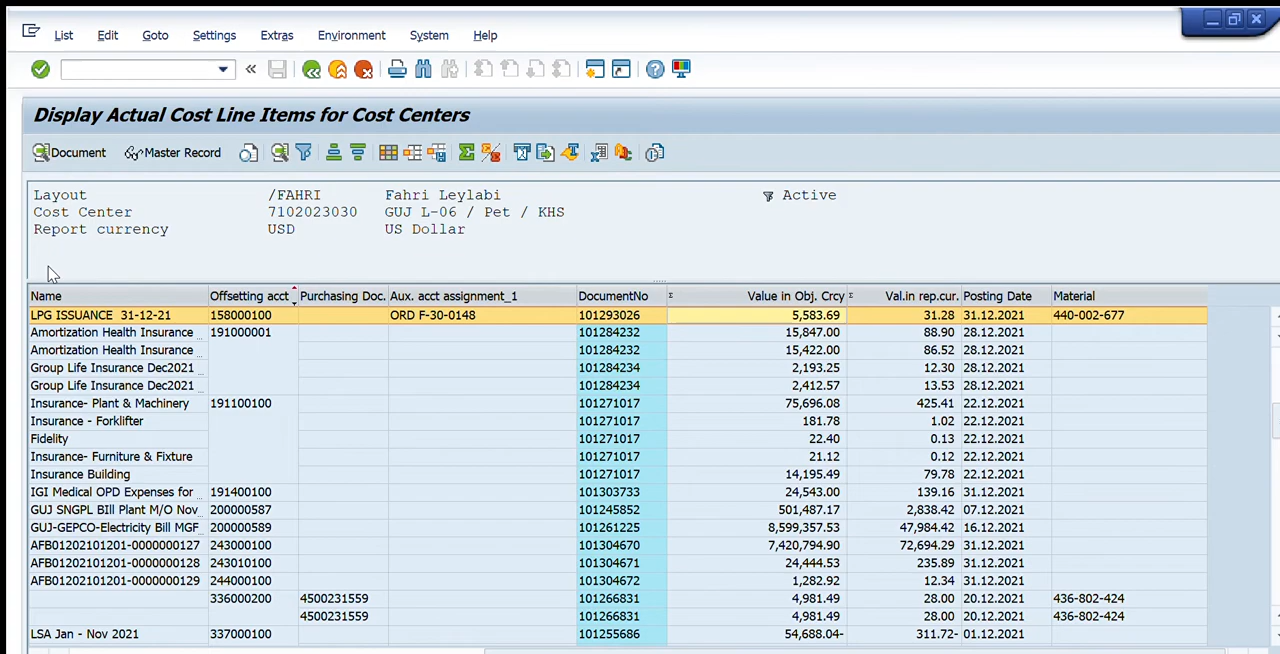 List Edit Goto Settings Extras Environment System Help
Display Actual Cost Line Items for Cost Centers
Document Master Record
Layout /FAHRI Fahri Leylabi Active
Cost Center 7102023030 GUJ L-06 / Pet / KHS
Report currency USD US Dollar
Name Offsetting acct Purchasing Doc. Aux. acct assignment_1 DocumentNo Σ Value in Obj. Crcy Σ Val.in rep.cur. Posting Date Material
LPG ISSUANCE 31-12-21 158000100 ORD F-30-0148 101293026 5,583.69 31.28 31.12.2021 440-002-677
Amortization Health Insurance ... 191000001 101284232 15,847.00 88.90 28.12.2021
Amortization Health Insurance ... 101284232 15,422.00 86.52 28.12.2021
Group Life Insurance Dec2021 ... 101284234 2,193.25 12.30 28.12.2021
Group Life Insurance Dec2021 ... 101284234 2,412.57 13.53 28.12.2021
Insurance- Plant & Machinery 191100100 101271017 75,696.08 425.41 22.12.2021
Insurance - Forklifter 101271017 181.78 1.02 22.12.2021
Fidelity 101271017 22.40 0.13 22.12.2021
Insurance- Furniture & Fixture 101271017 21.12 0.12 22.12.2021
Insurance Building 101271017 14,195.49 79.78 22.12.2021
IGI Medical OPD Expenses for ... 191400100 101303733 24,543.00 139.16 31.12.2021
GUJ SNGPL BIll Plant M/O Nov ... 200000587 101245852 501,487.17 2,838.42 07.12.2021
GUJ-GEPCO-Electricity Bill MGF ... 200000589 101261225 8,599,357.53 47,984.42 16.12.2021
AFB01202101201-0000000127 243000100 101304670 7,420,794.90 72,694.29 31.12.2021
AFB01202101201-0000000128 243010100 101304671 24,444.53 235.89 31.12.2021
AFB01202101201-0000000129 244000100 101304672 1,282.92 12.34 31.12.2021
336000200 4500231559 101266831 4,981.49 28.00 20.12.2021 436-802-424
4500231559 101266831 4,981.49 28.00 20.12.2021 436-802-424
LSA Jan - Nov 2021 337000100 101255686 54,688.04- 311.72- 01.12.2021